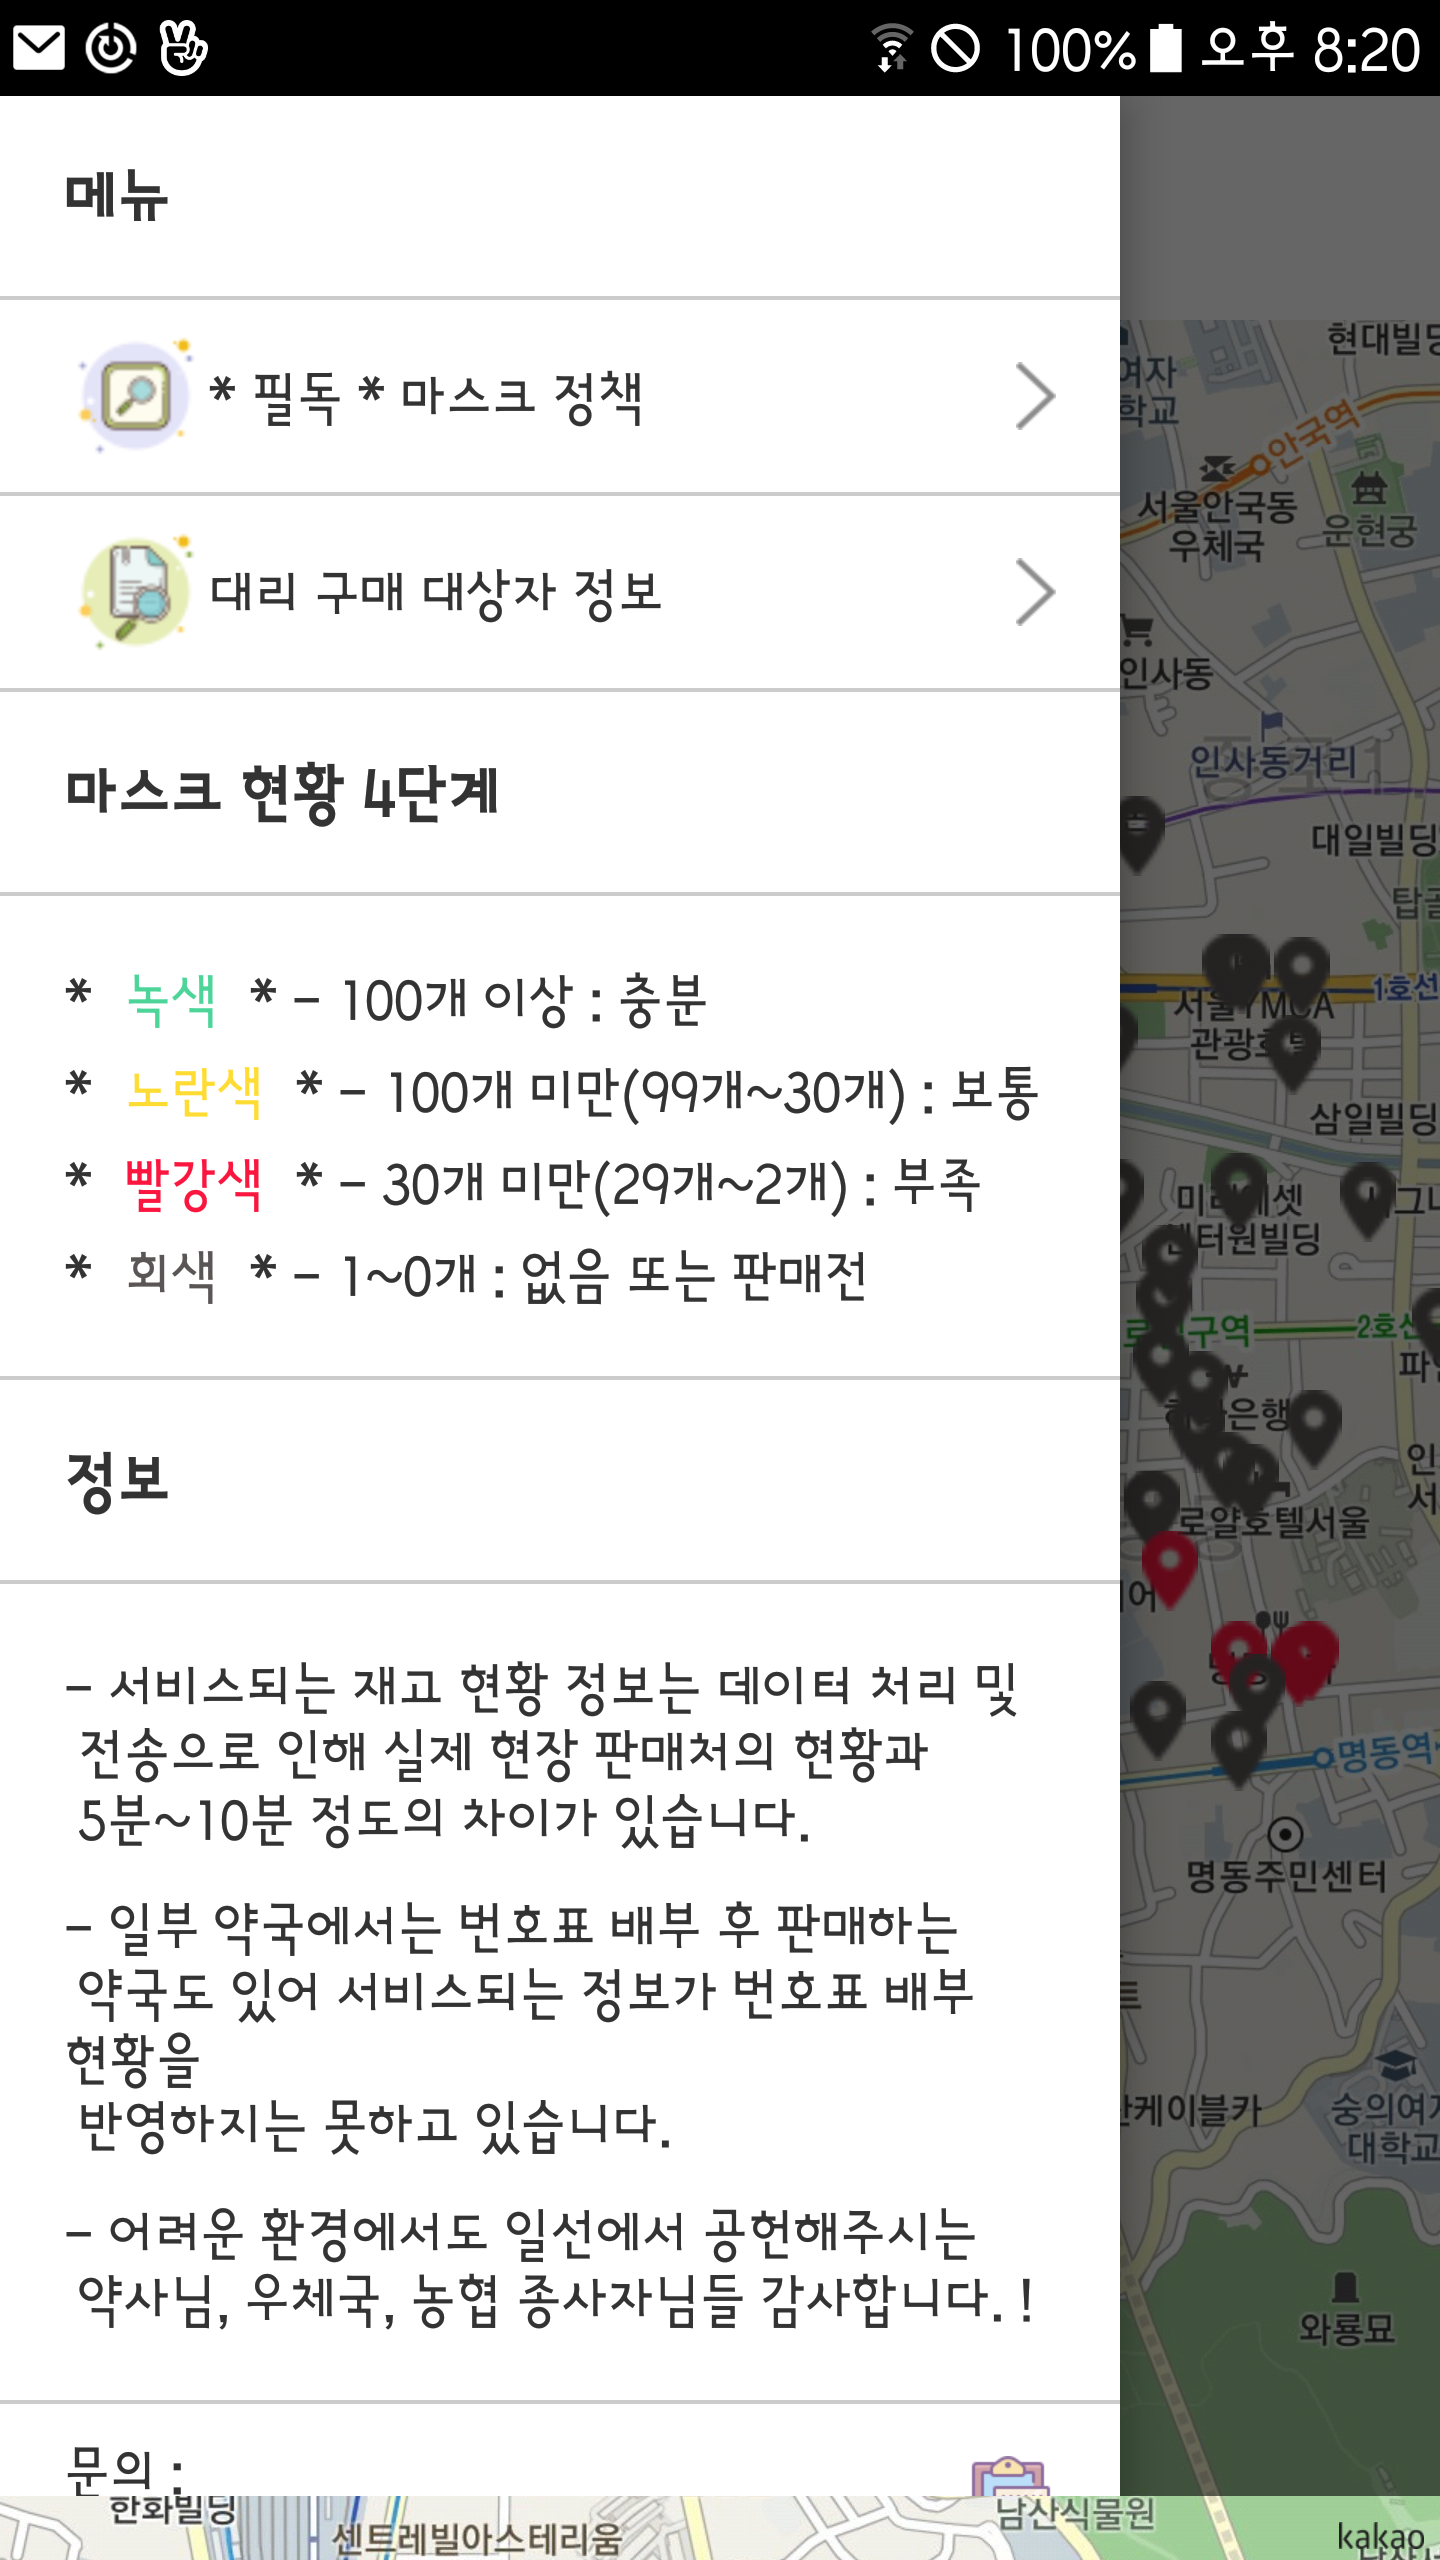 100% 오후 8:20
메뉴
* 필독 * 마스크 정책
대리 구매 대상자 정보
마스크 현황 4단계
* 녹색 * - 100개 이상 : 충분
* 노란색 * - 100개 미만(99개~30개) : 보통
* 빨강색 * - 30개 미만(29개~2개) : 부족
* 회색 * - 1~0개 : 없음 또는 판매전
정보
- 서비스되는 재고 현황 정보는 데이터 처리 및
전송으로 인해 실제 현장 판매처의 현황과
5분~10분 정도의 차이가 있습니다.
- 일부 약국에서는 번호표 배부 후 판매하는
약국도 있어 서비스되는 정보가 번호표 배부
현황을
반영하지는 못하고 있습니다.
- 어려운 환경에서도 일선에서 공헌해주시는
약사님, 우체국, 농협 종사자님들 감사합니다. !
문의 :
현대빌딩
여자
학교
안국역
서울안국동
우체국
운현궁
인사동
인사동거리
대일빌딩
탑골
1호선
서울YMCA
관광호텔
삼일빌딩
미래에셋
센터원빌딩
구역
2호선
하나은행
로얄호텔서울
명동역
명동주민센터
케이블카
숭의여자
대학교
와룡묘
한화빌딩
센트레빌아스테리움
남산식물원
kakao